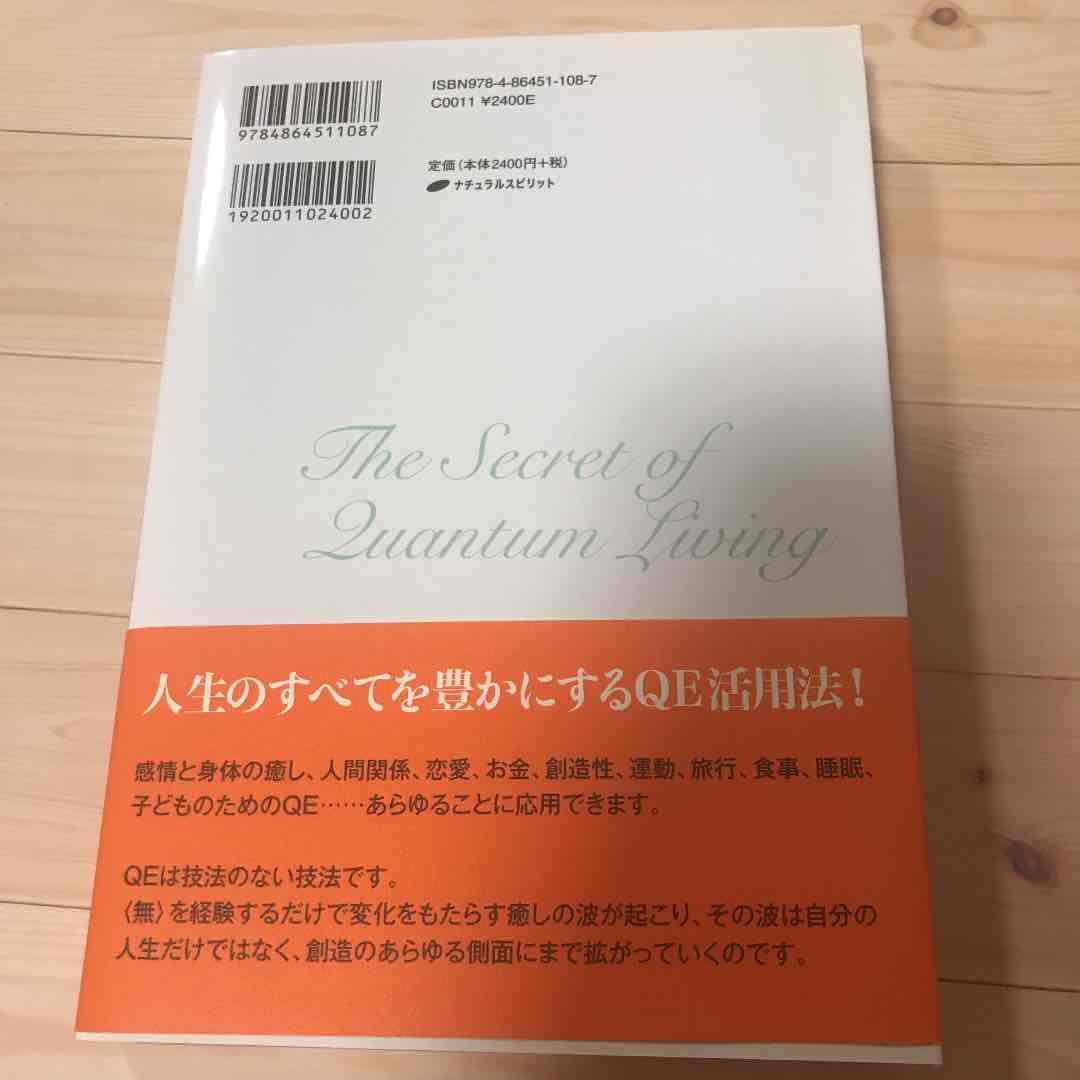 ISBN978-4-86451-108-7
C0011 ¥2400E
9784864511087
定価(本体2400円+税)
ナチュラルスピリット
1920011024002
The Secret of
Quantum Living
人生のすべてを豊かにするQE活用法!
感情と身体の癒し、人間関係、恋愛、お金、創造性、運動、旅行、食事、睡眠、
子どものためのQE……あらゆることに応用できます。
QEは技法のない技法です。
〈無〉を経験するだけで変化をもたらす癒しの波が起こり、その波は自分の
人生だけではなく、創造のあらゆる側面にまで拡がっていくのです。